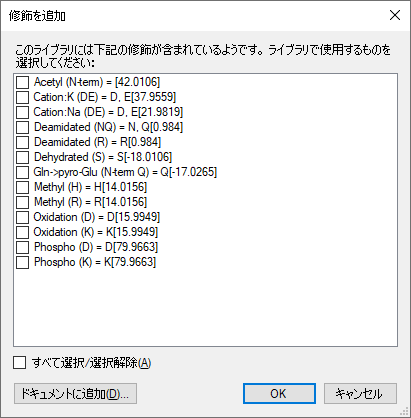 修飾を追加
このライブラリには下記の修飾が含まれているようです。ライブラリで使用するものを
選択してください:
Acetyl (N-term) = [42.0106]
Cation:K (DE) = D, E[37.9559]
Cation:Na (DE) = D, E[21.9819]
Deamidated (NQ) = N, Q[0.984]
Deamidated (R) = R[0.984]
Dehydrated (S) = S[-18.0106]
Gln->pyro-Glu (N-term Q) = Q[-17.0265]
Methyl (H) = H[14.0156]
Methyl (R) = R[14.0156]
Oxidation (D) = D[15.9949]
Oxidation (K) = K[15.9949]
Phospho (D) = D[79.9663]
Phospho (K) = K[79.9663]
すべて選択/選択解除(A)
ドキュメントに追加(D)... OK キャンセル